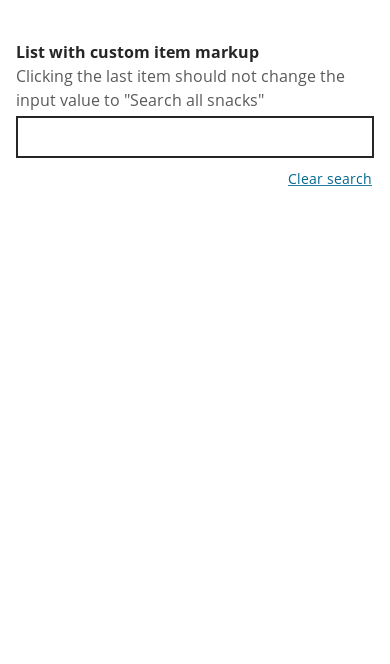 List with custom item markup
Clicking the last item should not change the
input value to "Search all snacks"
Clear search